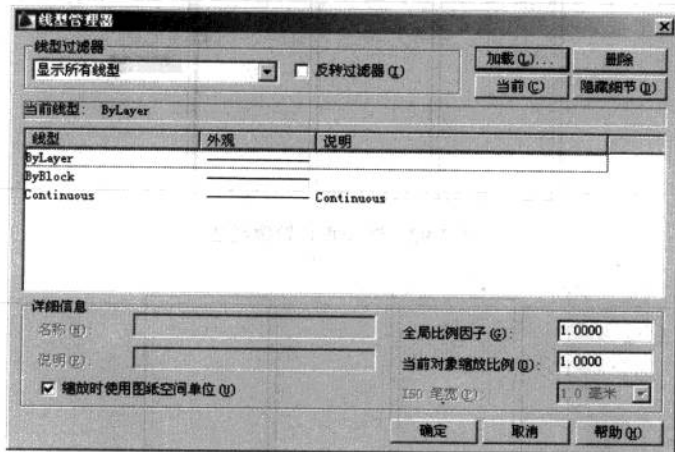 线型管理器
线型过滤器
显示所有线型
反转过滤器(I)
加载(L)...
删除
当前(C)
隐藏细节(D)
当前线型: ByLayer
线型 外观 说明
ByLayer
ByBlock
Continuous Continuous
详细信息
名称(N):
说明(E):
缩放时使用图纸空间单位(U)
全局比例因子(G): 1.0000
当前对象缩放比例(O): 1.0000
ISO 笔宽(P): 1.0 毫米
确定 取消 帮助(H)